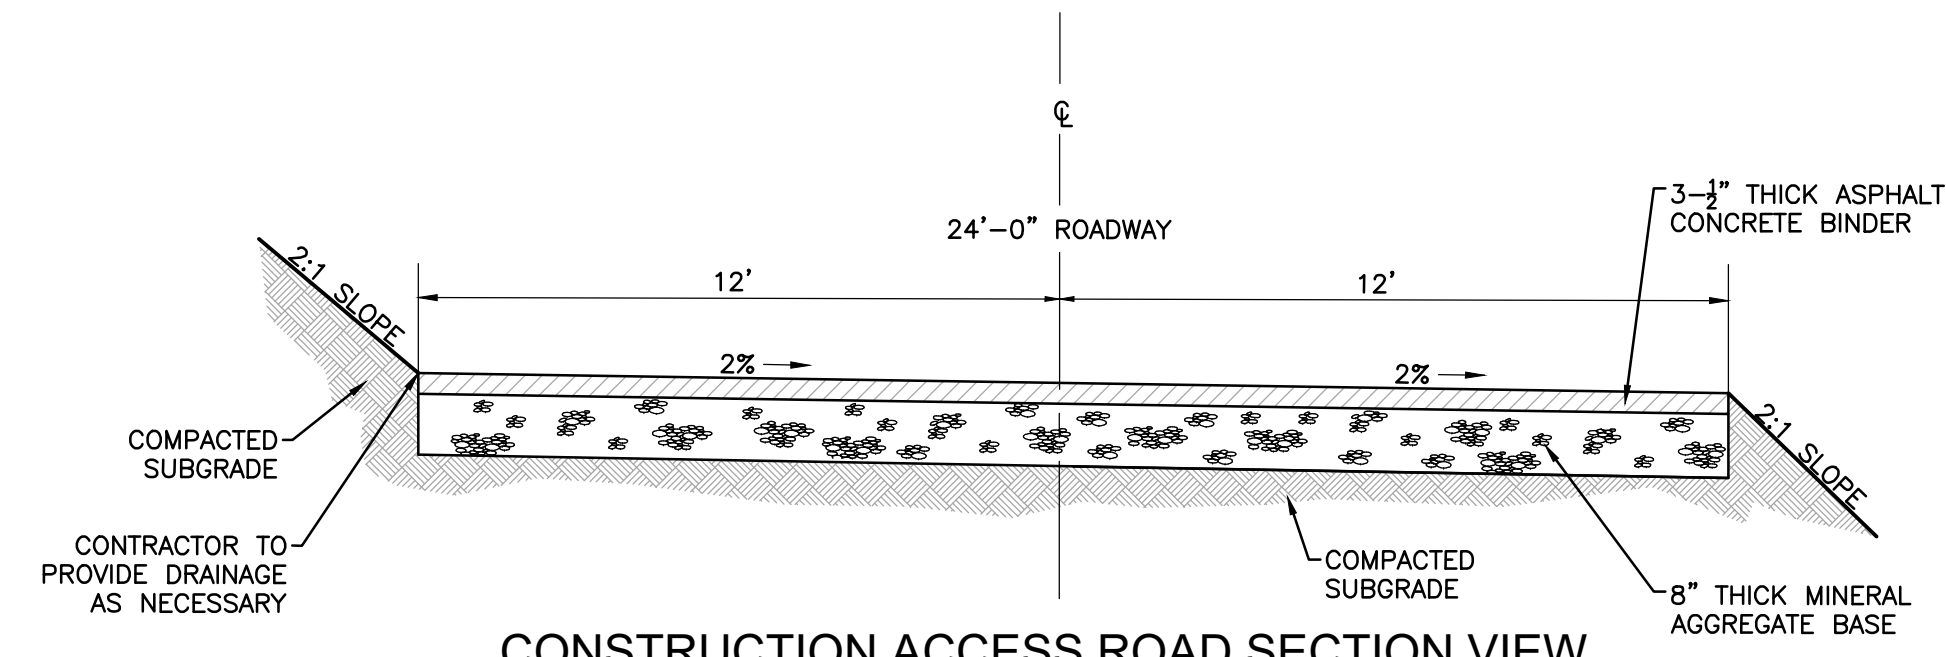 ℄
24'-0" ROADWAY
3-½" THICK ASPHALT
CONCRETE BINDER
2:1 SLOPE
12'
12'
2%
2%
2:1 SLOPE
COMPACTED
SUBGRADE
CONTRACTOR TO
PROVIDE DRAINAGE
AS NECESSARY
COMPACTED
SUBGRADE
8" THICK MINERAL
AGGREGATE BASE
CONSTRUCTION ACCESS ROAD SECTION VIEW